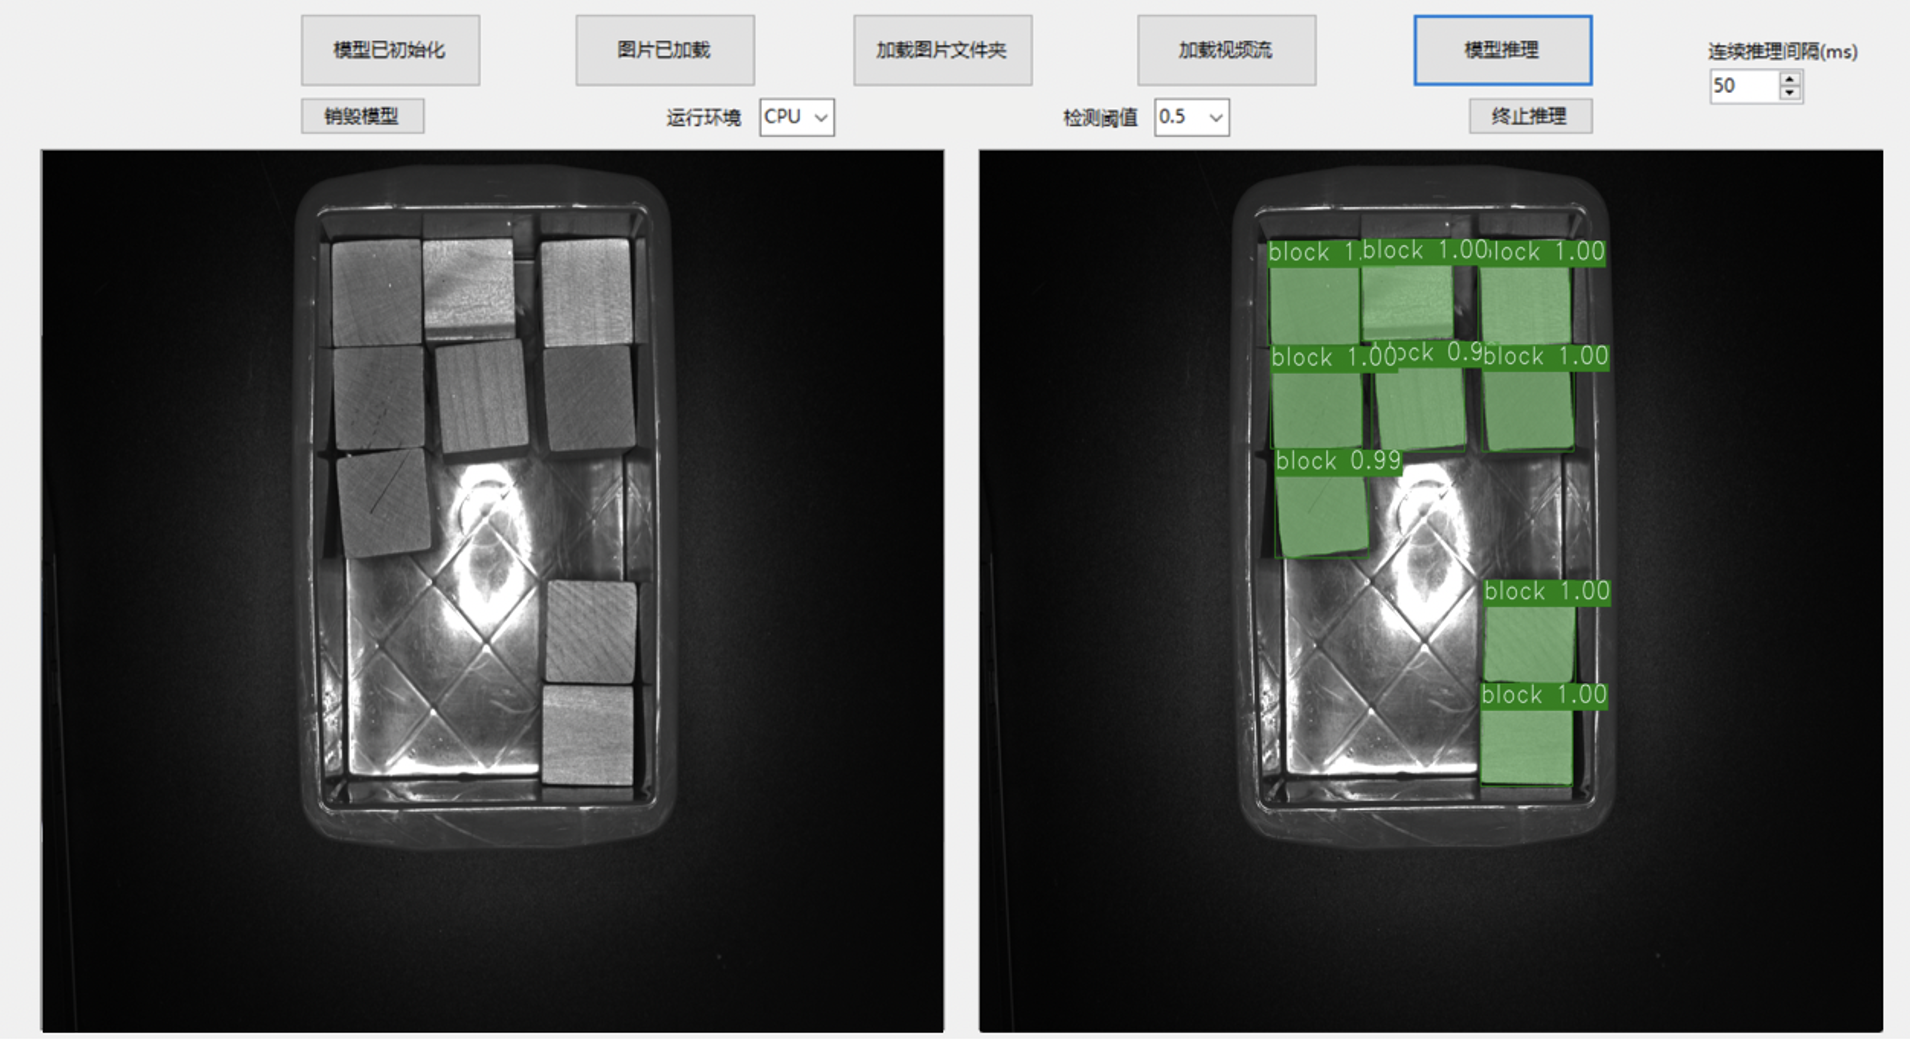 模型已初始化
图片已加载
加载图片文件夹
加载视频流
模型推理
连续推理间隔(ms)
50
销毁模型
运行环境
CPU
检测阈值
0.5
终止推理
block 1.
block 1.00
lock 1.00
block 1.00
ock 0.9
block 1.00
block 0.99
block 1.00
block 1.00